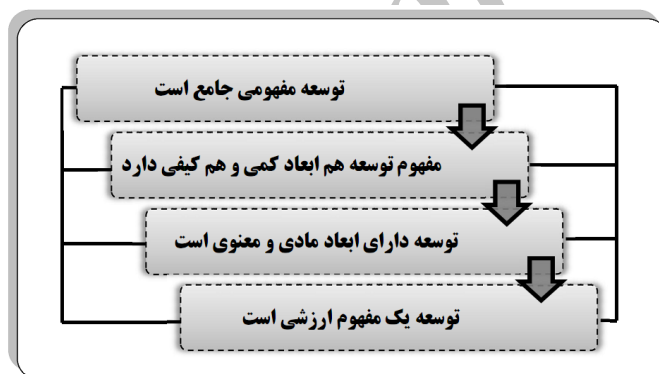 توسعه مفهومی جامع است
مفهوم توسعه هم ابعاد کمی و هم کیفی دارد
توسعه دارای ابعاد مادی و معنوی است
توسعه یک مفهوم ارزشی است